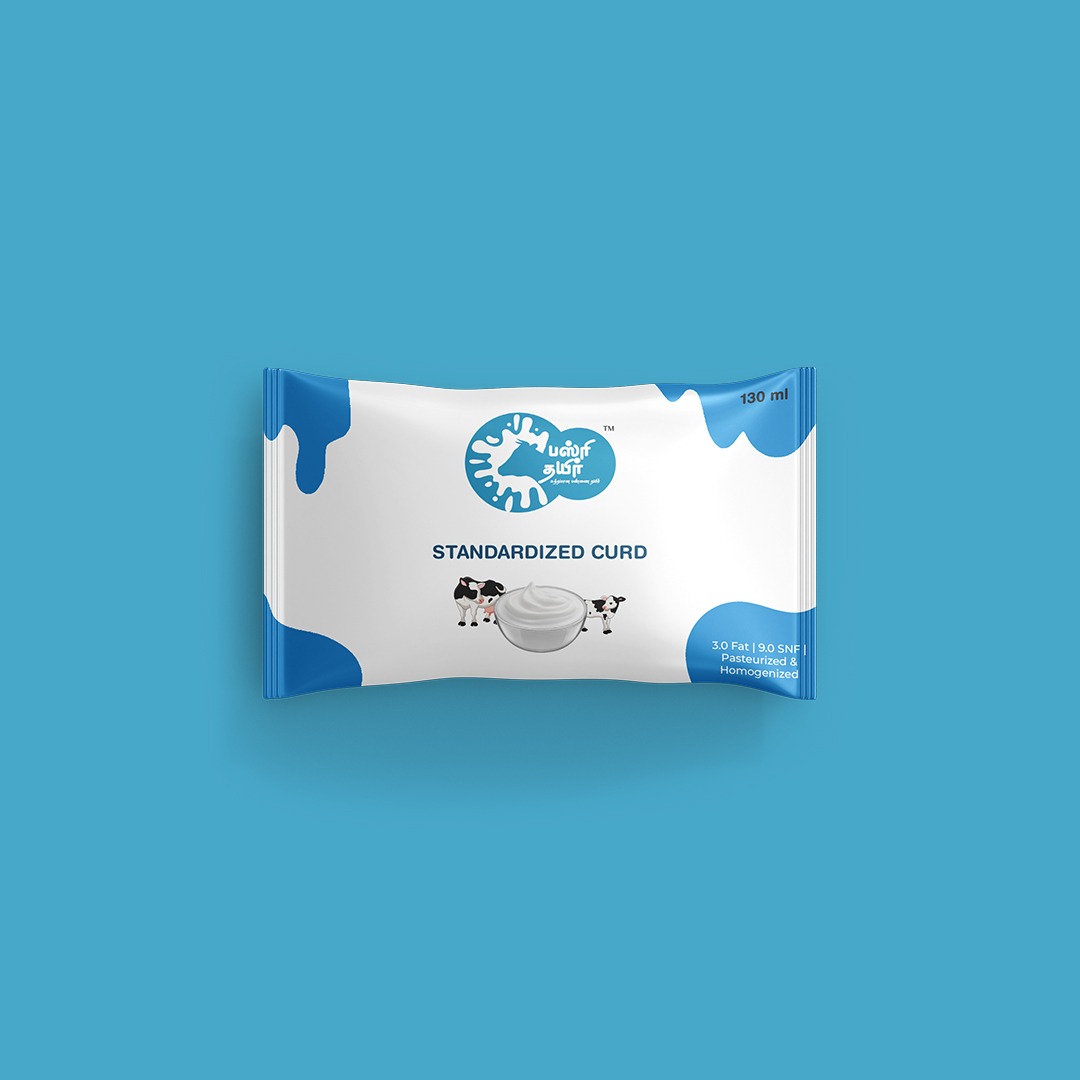 130 ml
பஸ்ரி
TM
தயிர்
STANDARDIZED CURD
3.0 Fat | 9.0 SNF |
Pasteurized &
Homogenized